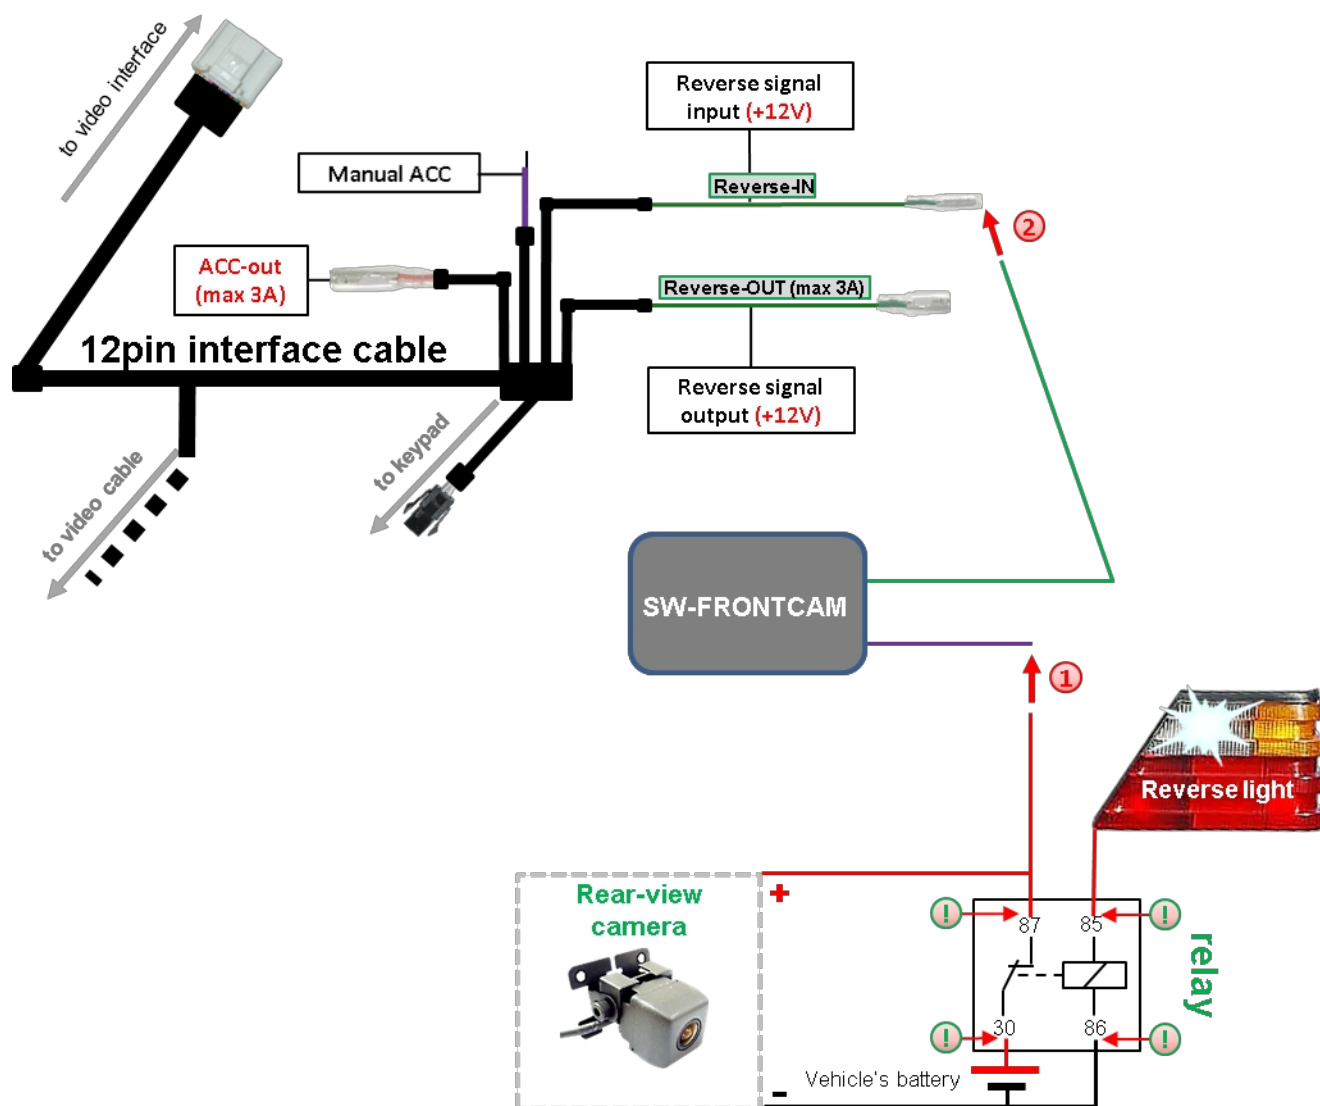 to video interface
Reverse signal
input (+12V)
Manual ACC
Reverse-IN
2
ACC-out
(max 3A)
Reverse-OUT (max 3A)
12pin interface cable
Reverse signal
output (+12V)
to keypad
to video cable
SW-FRONTCAM
1
Reverse light
Rear-view
camera
+
!
87
85
!
relay
!
30
86
!
Vehicle's battery
-